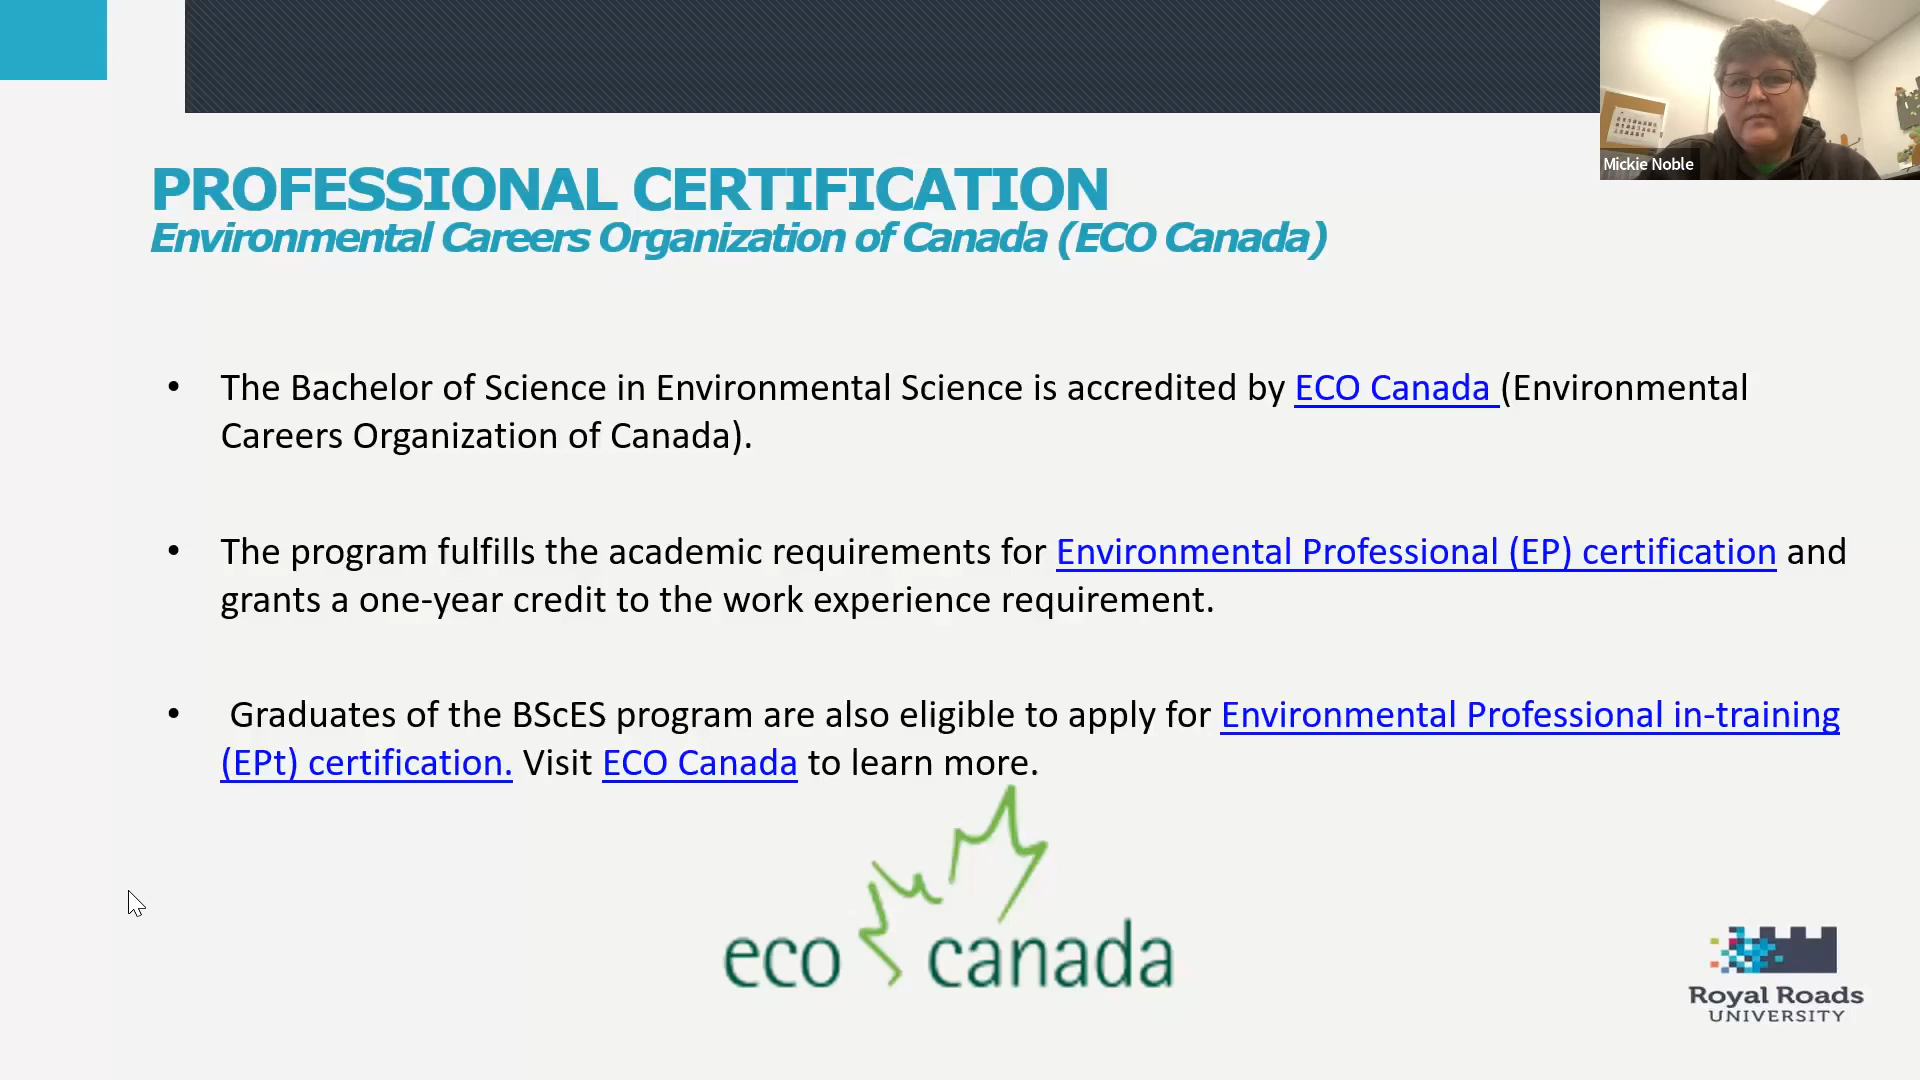 Mickie Noble
PROFESSIONAL CERTIFICATION
Environmental Careers Organization of Canada (ECO Canada)
• The Bachelor of Science in Environmental Science is accredited by ECO Canada (Environmental
Careers Organization of Canada).
• The program fulfills the academic requirements for Environmental Professional (EP) certification and
grants a one-year credit to the work experience requirement.
• Graduates of the BScES program are also eligible to apply for Environmental Professional in-training
(EPt) certification. Visit ECO Canada to learn more.
eco canada
Royal Roads
UNIVERSITY